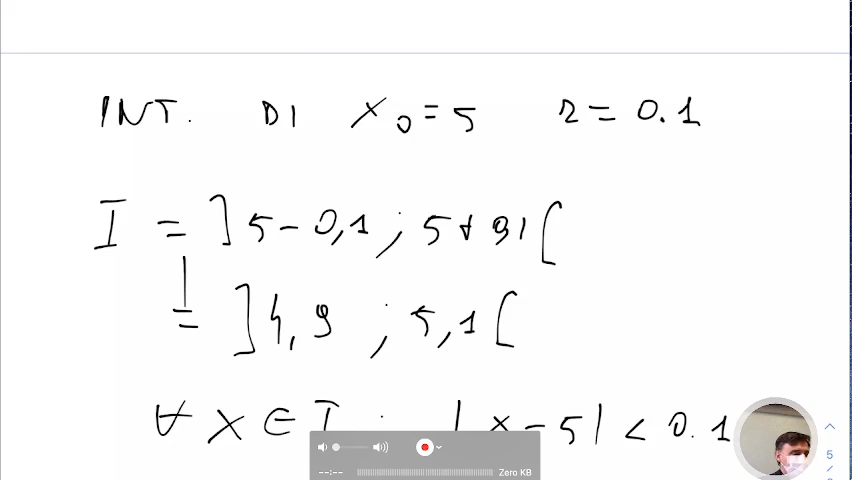 INT. DI x₀ = 5 r = 0.1
I = ]5 - 0,1 ; 5 + 0,1[
= ]4,9 ; 5,1[
∀ x ∈ I : |x - 5| < 0.1
--:-- Zero KB
5
/